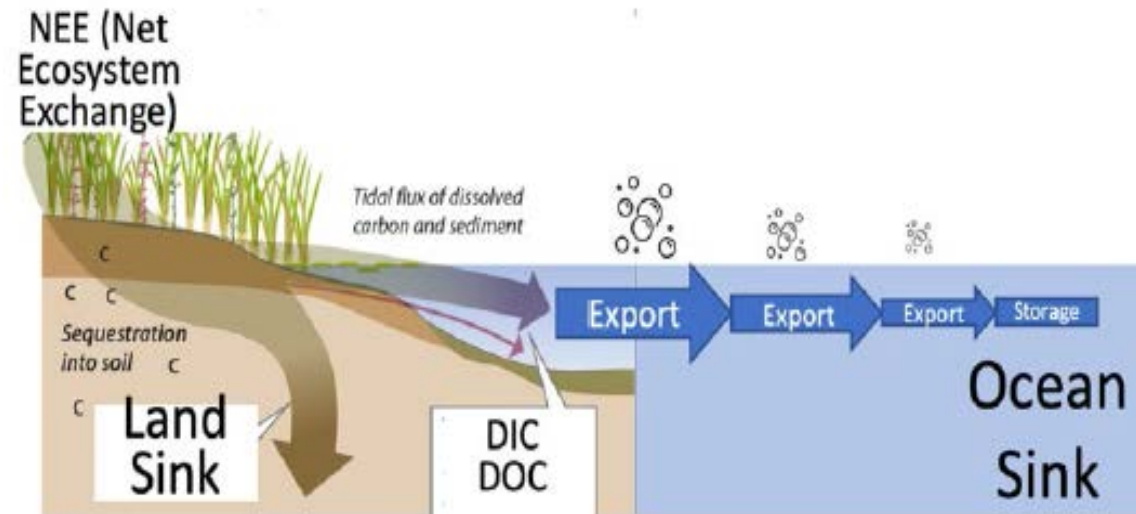 NEE (Net
Ecosystem
Exchange)
Tidal flux of dissolved
carbon and sediment
C
C C
Sequestration
into soil
C
C
Land
Sink
DIC
DOC
Export
Export
Export
Storage
Ocean
Sink